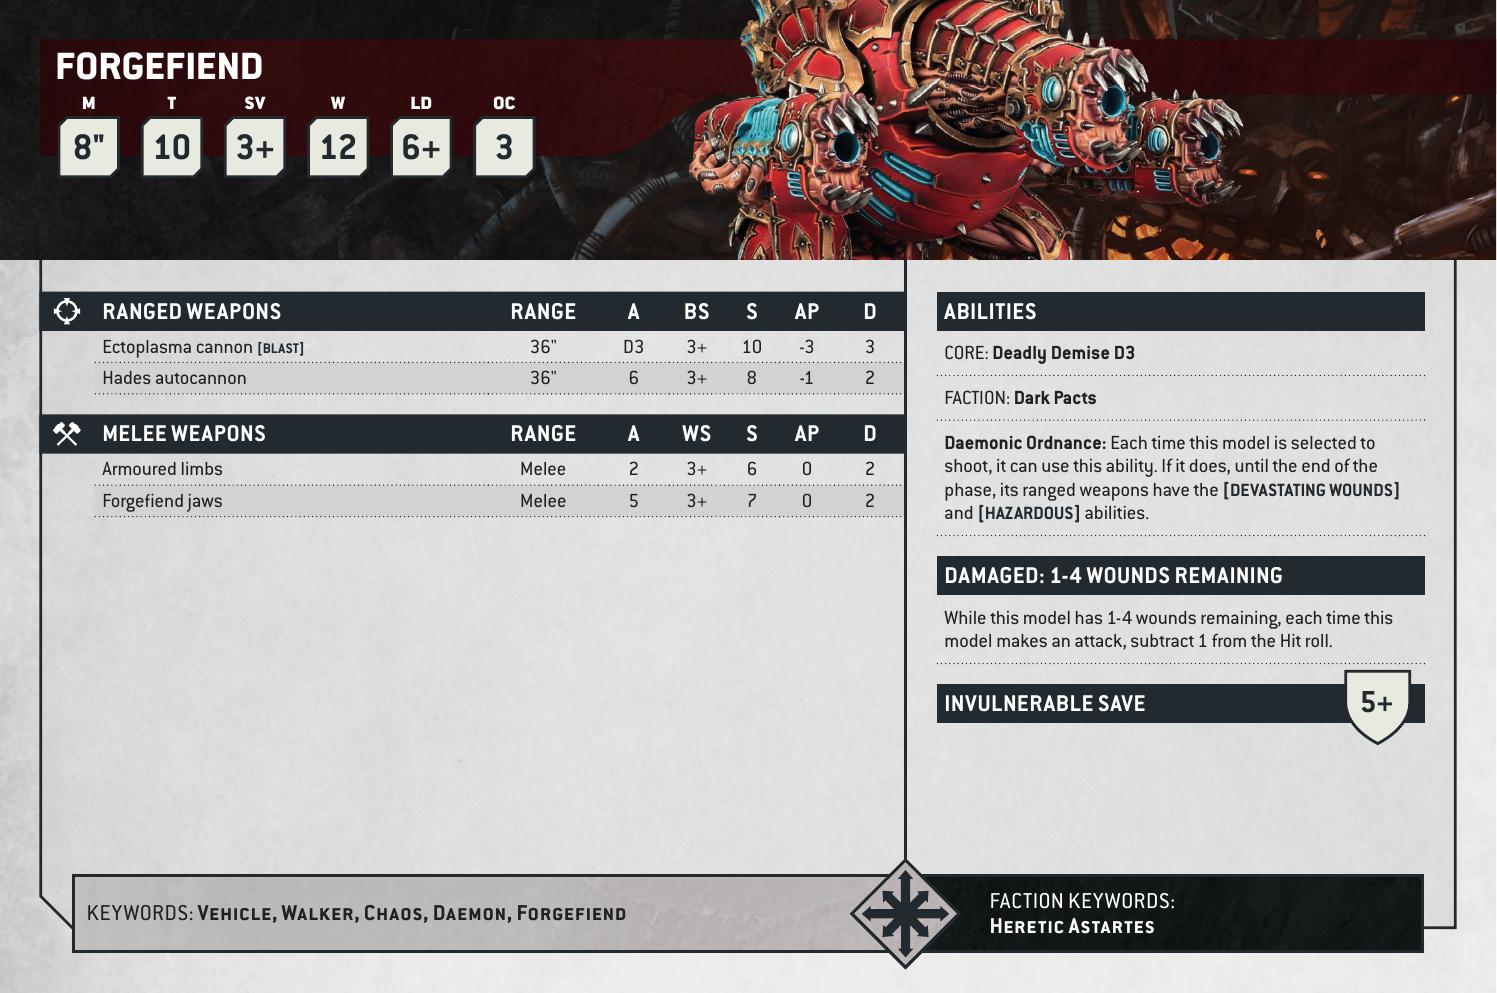 FORGEFIEND
M T SV W LD OC
8" 10 3+ 12 6+ 3
RANGED WEAPONS RANGE A BS S AP D
Ectoplasma cannon [BLAST] 36" D3 3+ 10 -3 3
Hades autocannon 36" 6 3+ 8 -1 2
MELEE WEAPONS RANGE A WS S AP D
Armoured limbs Melee 2 3+ 6 0 2
Forgefiend jaws Melee 5 3+ 7 0 2
ABILITIES
CORE: Deadly Demise D3
FACTION: Dark Pacts
Daemonic Ordnance: Each time this model is selected to
shoot, it can use this ability. If it does, until the end of the
phase, its ranged weapons have the [DEVASTATING WOUNDS]
and [HAZARDOUS] abilities.
DAMAGED: 1-4 WOUNDS REMAINING
While this model has 1-4 wounds remaining, each time this
model makes an attack, subtract 1 from the Hit roll.
INVULNERABLE SAVE 5+
KEYWORDS: VEHICLE, WALKER, CHAOS, DAEMON, FORGEFIEND
FACTION KEYWORDS:
HERETIC ASTARTES